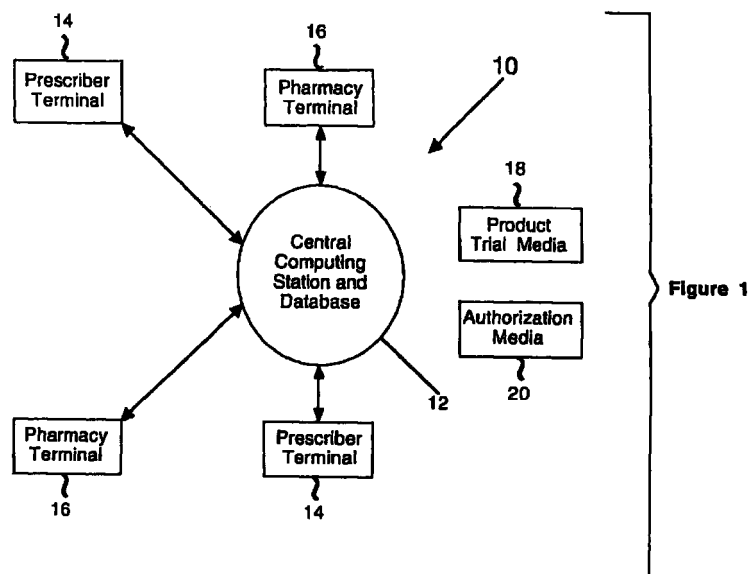 14
Prescriber
Terminal
16
Pharmacy
Terminal
10
18
Product
Trial Media
Central
Computing
Station and
Database
Figure 1
Authorization
Media
20
12
Pharmacy
Terminal
16
Prescriber
Terminal
14